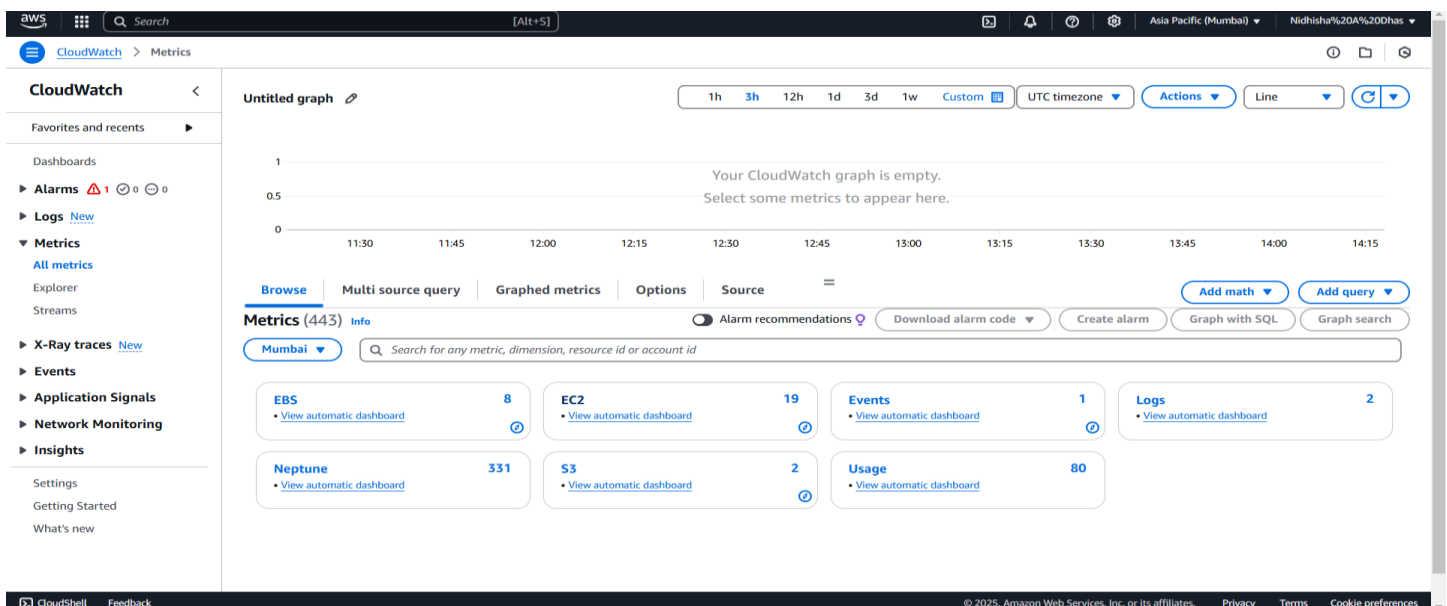 aws Search [Alt+S] Asia Pacific (Mumbai) Nidhisha%20A%20Dhas
CloudWatch > Metrics
CloudWatch
Favorites and recents
Dashboards
Alarms 1 0 0
Logs New
Metrics
All metrics
Explorer
Streams
X-Ray traces New
Events
Application Signals
Network Monitoring
Insights
Settings
Getting Started
What's new
Untitled graph 1h 3h 12h 1d 3d 1w Custom UTC timezone Actions Line
1
Your CloudWatch graph is empty.
0.5
Select some metrics to appear here.
0
11:30 11:45 12:00 12:15 12:30 12:45 13:00 13:15 13:30 13:45 14:00 14:15
Browse Multi source query Graphed metrics Options Source = Add math Add query
Metrics (443) Info Alarm recommendations Download alarm code Create alarm Graph with SQL Graph search
Mumbai Search for any metric, dimension, resource id or account id
EBS 8
• View automatic dashboard
EC2 19
• View automatic dashboard
Events 1
• View automatic dashboard
Logs 2
• View automatic dashboard
Neptune 331
• View automatic dashboard
S3 2
• View automatic dashboard
Usage 80
• View automatic dashboard
CloudShell Feedback © 2025, Amazon Web Services, Inc. or its affiliates. Privacy Terms Cookie preferences